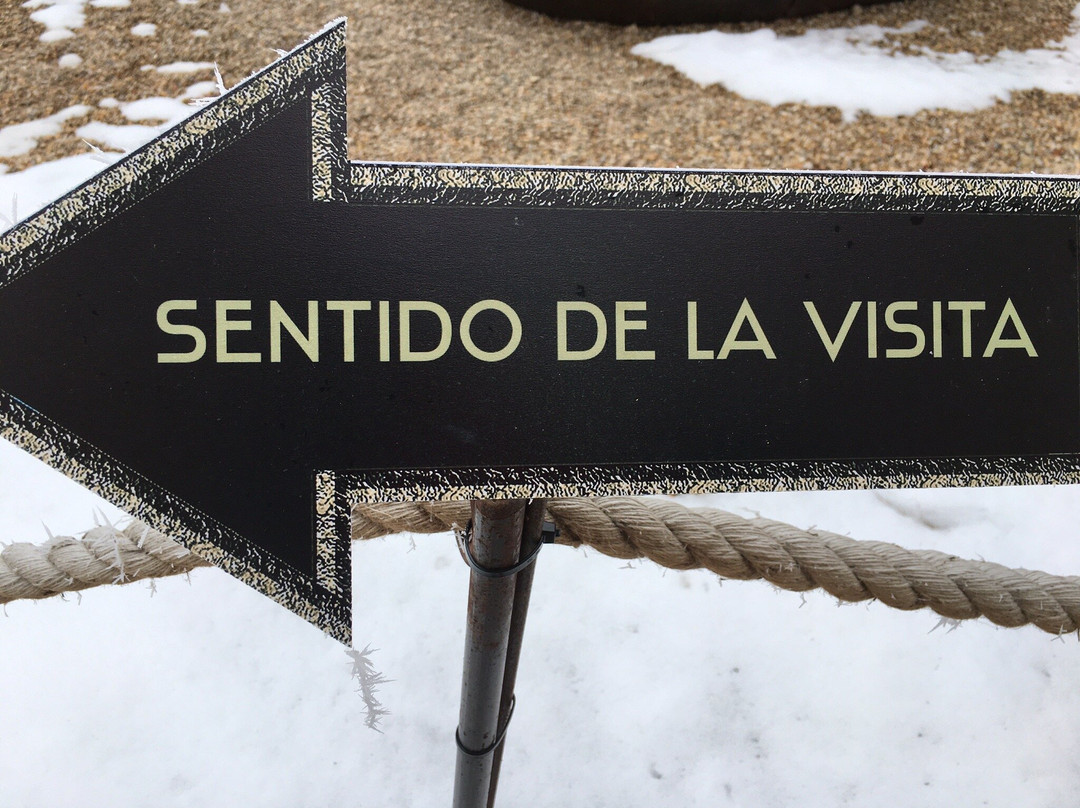 SENTIDO DE LA VISITA